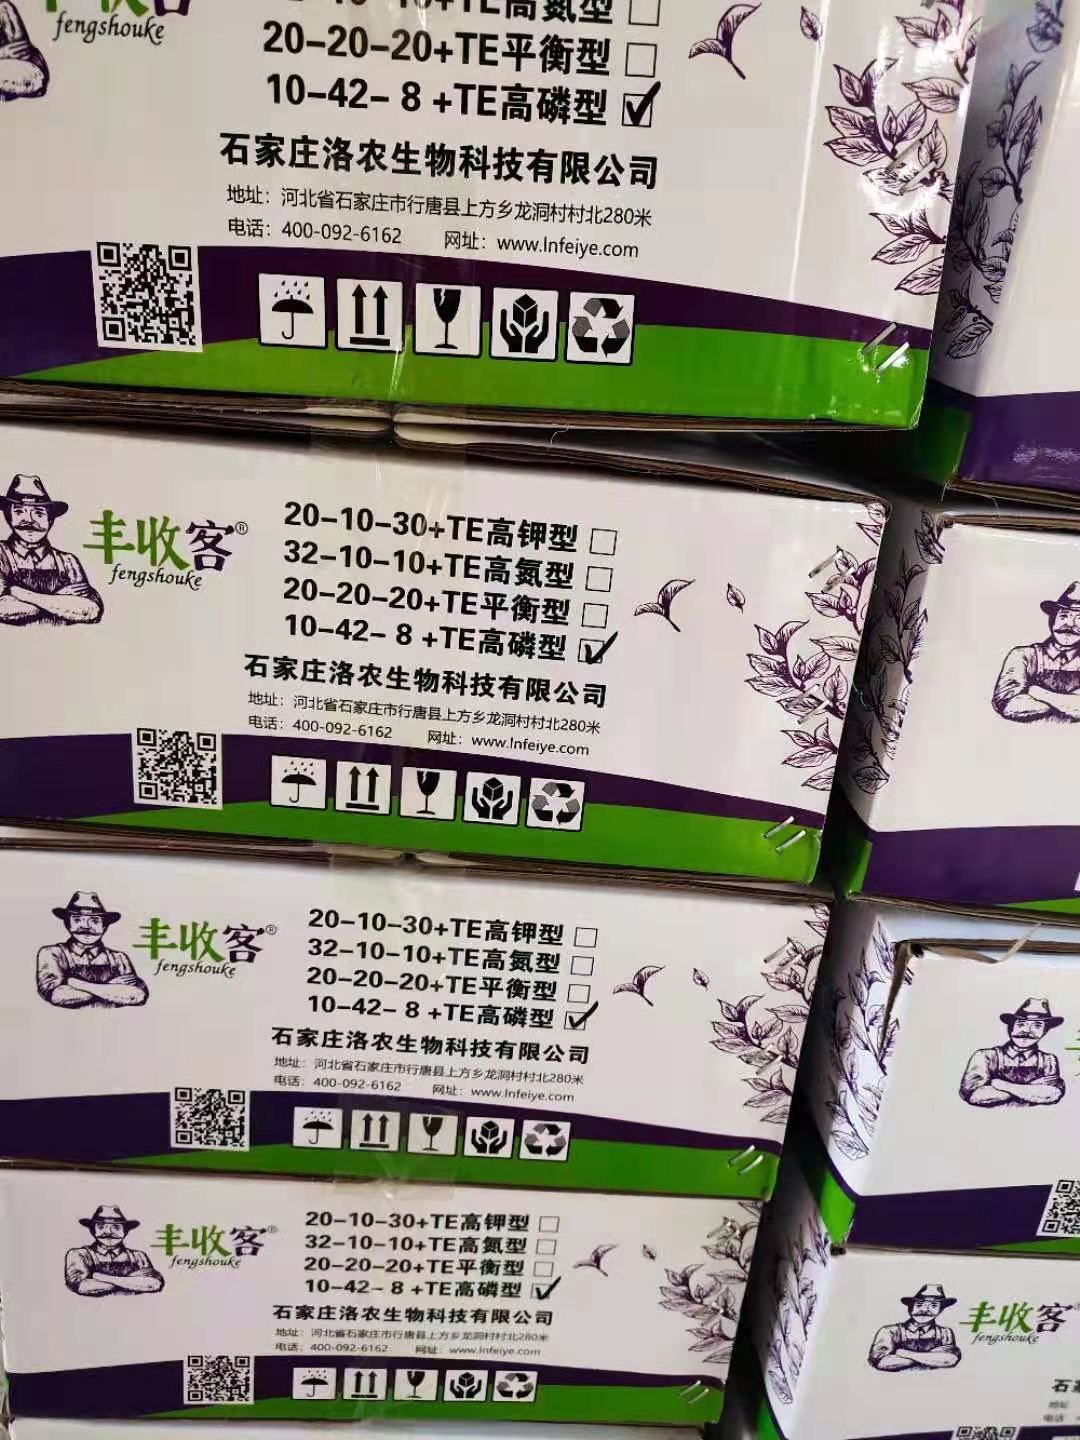 丰收客
fengshouke
+TE高氮型
20-20-20+TE平衡型
10-42- 8 +TE高磷型
石家庄洛农生物科技有限公司
地址：河北省石家庄市行唐县上方乡龙洞村村北280米
电话：400-092-6162 网址：www.lnfeiye.com
丰收客®
fengshouke
20-10-30+TE高钾型
32-10-10+TE高氮型
20-20-20+TE平衡型
10-42- 8 +TE高磷型
石家庄洛农生物科技有限公司
地址：河北省石家庄市行唐县上方乡龙洞村村北280米
电话：400-092-6162 网址：www.lnfeiye.com
丰收客®
fengshouke
20-10-30+TE高钾型
32-10-10+TE高氮型
20-20-20+TE平衡型
10-42- 8 +TE高磷型
石家庄洛农生物科技有限公司
地址：河北省石家庄市行唐县上方乡龙洞村村北280米
电话：400-092-6162 网址：www.lnfeiye.com
丰收客®
fengshouke
20-10-30+TE高钾型
32-10-10+TE高氮型
20-20-20+TE平衡型
10-42- 8 +TE高磷型
石家庄洛农生物科技有限公司
地址：河北省石家庄市行唐县上方乡龙洞村村北280米
电话：400-092-6162 网址：www.lnfeiye.com
丰收客
fengshouke
石